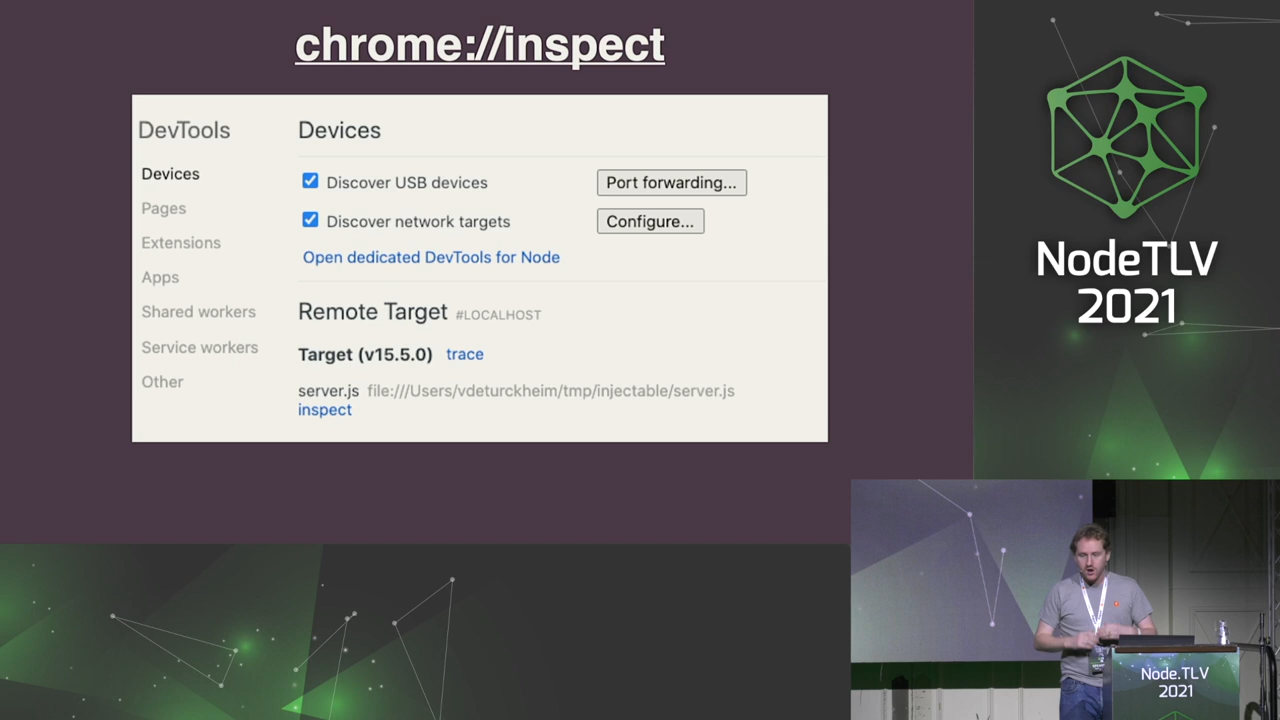 chrome://inspect
DevTools
Devices
Pages
Extensions
Apps
Shared workers
Service workers
Other
Devices
Discover USB devices
Port forwarding...
Discover network targets
Configure...
Open dedicated DevTools for Node
Remote Target #LOCALHOST
Target (v15.5.0) trace
server.js file:///Users/vdeturckheim/tmp/injectable/server.js
inspect
NodeTLV
2021
Node.TLV
2021